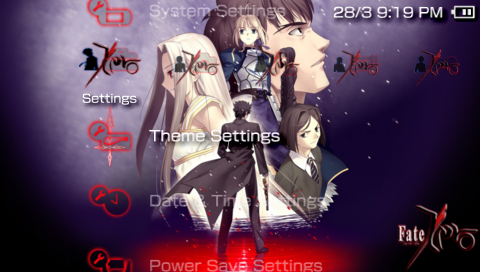 System Settings
28/3 9:19 PM
Settings
Theme Settings
Date & Time Settings
Power Save Settings
Fate
Zero